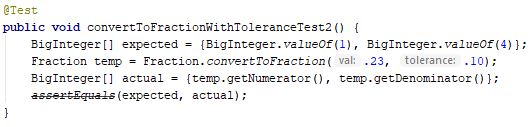 @Test
public void convertToFractionWithToleranceTest2() {
BigInteger[] expected = {BigInteger.valueOf(1), BigInteger.valueOf(4)};
Fraction temp = Fraction.convertToFraction( val: .23, tolerance: .10);
BigInteger[] actual = {temp.getNumerator(), temp.getDenominator()};
assertEquals(expected, actual);
}